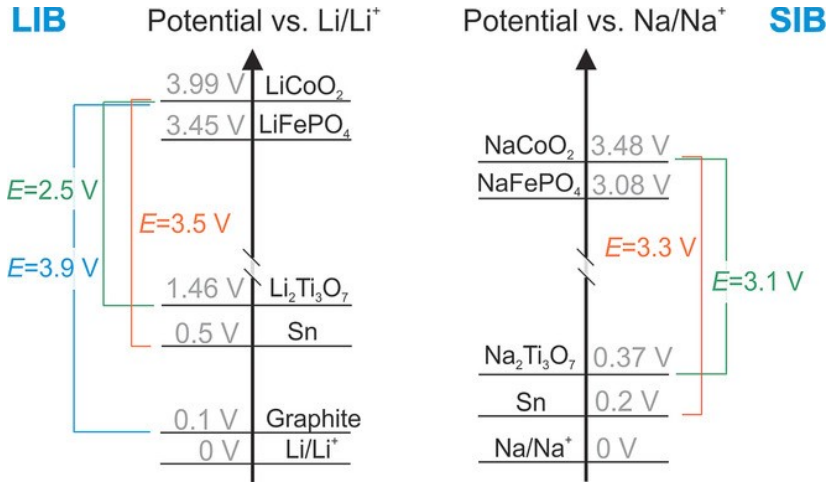 LIB Potential vs. Li/Li⁺
3.99 V LiCoO₂
3.45 V LiFePO₄
E=2.5 V
E=3.5 V
E=3.9 V
1.46 V Li₂Ti₃O₇
0.5 V Sn
0.1 V Graphite
0 V Li/Li⁺
Potential vs. Na/Na⁺ SIB
NaCoO₂ 3.48 V
NaFePO₄ 3.08 V
E=3.3 V
E=3.1 V
Na₂Ti₃O₇ 0.37 V
Sn 0.2 V
Na/Na⁺ 0 V